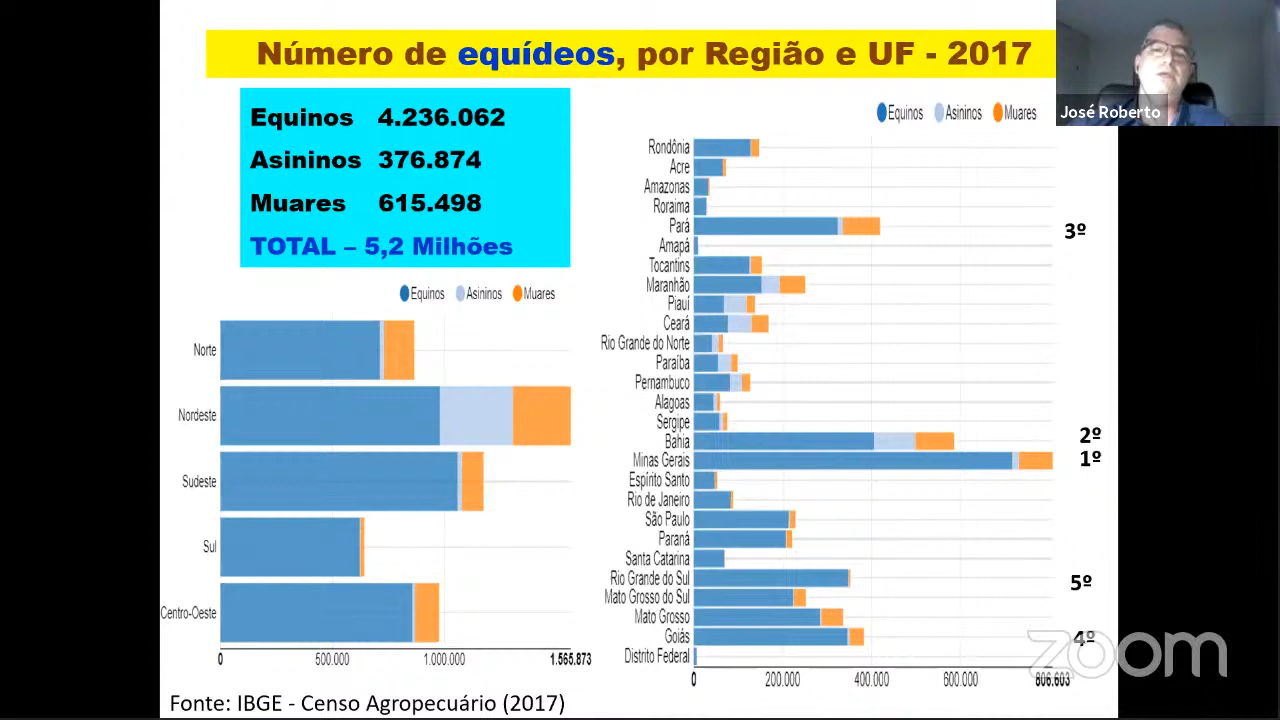 Número de equídeos, por Região e UF - 2017
José Roberto
Equinos 4.236.062
Asininos 376.874
Muares 615.498
TOTAL – 5,2 Milhões
Equinos Asininos Muares
Norte
Nordeste
Sudeste
Sul
Centro-Oeste
0 500.000 1.000.000 1.565.873
Equinos Asininos Muares
Rondônia
Acre
Amazonas
Roraima
Pará 3º
Amapá
Tocantins
Maranhão
Piauí
Ceará
Rio Grande do Norte
Paraíba
Pernambuco
Alagoas
Sergipe
Bahia 2º
Minas Gerais 1º
Espírito Santo
Rio de Janeiro
São Paulo
Paraná
Santa Catarina
Rio Grande do Sul 5º
Mato Grosso do Sul
Mato Grosso
Goiás 4º
Distrito Federal
0 200.000 400.000 600.000 806.603
zoom
Fonte: IBGE - Censo Agropecuário (2017)